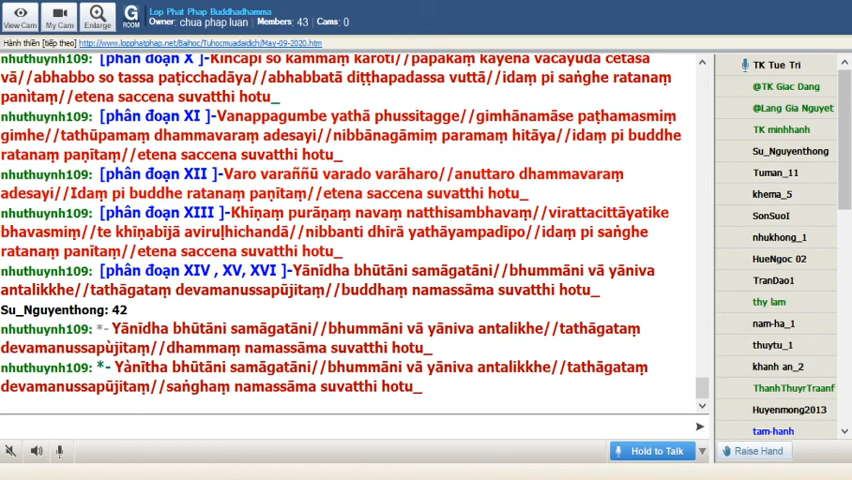 View Cam
My Cam
Enlarge
G
ROOM
Lop Phat Phap Buddhadhamma
Owner: chua phap luan Members: 43 Cams: 0
Hành thiền [tiếp teo] http://www.lopphatphap.net/Baihoc/Tuhocmuadaidich/May-09-2020.htm
nhuthuynh109: [phân đoạn X ]-Kiñcāpi so kammaṃ karoti//pāpakaṃ kāyena vācāyuda cetasā
vā//abhabbo so tassa paṭicchadāya//abhabbatā diṭṭhapadassa vuttā//idaṃ pi saṅghe ratanaṃ
panìtaṃ//etena saccena suvatthi hotu_
nhuthuynh109: [phân đoạn XI ]-Vanappagumbe yathā phussitagge//gimhānamāse paṭhamasmiṃ
gimhe//tathūpamaṃ dhammavaraṃ adesayi//nibbānagāmiṃ paramaṃ hitāya//idaṃ pi buddhe
ratanaṃ paṇītaṃ//etena saccena suvatthi hotu_
nhuthuynh109: [phân đoạn XII ]-Varo varaññū varado varāharo//anuttaro dhammavaraṃ
adesayi//Idaṃ pi buddhe ratanaṃ paṇītaṃ//etena saccena suvatthi hotu_
nhuthuynh109: [phân đoạn XIII ]-Khīṇaṃ purāṇaṃ navaṃ natthisambhavaṃ//virattacittāyatike
bhavasmiṃ//te khīṇabījā aviruḷhichandā//nibbanti dhirā yathāyampadīpo//idaṃ pi saṅghe
ratanaṃ panītaṃ//etena saccena suvatthi hotu_
nhuthuynh109: [phân đoạn XIV , XV, XVI ]-Yānīdha bhūtāni samāgatāni//bhummāni vā yāniva
antalikkhe//tathāgataṃ devamanussapūjitaṃ//buddhaṃ namassāma suvatthi hotu_
Su_Nguyenthong: 42
nhuthuynh109: *- Yānīdha bhūtāni samāgatāni//bhummāni vā yāniva antalikhe//tathāgataṃ
devamanussapùjitaṃ//dhammaṃ namassāma suvatthi hotu_
nhuthuynh109: *- Yànītha bhūtāni samāgatāni//bhummāni vā yāniva antalikkhe//tathāgataṃ
devamanussapūjitaṃ//saṅghaṃ namassāma suvatthi hotu_
Hold to Talk
Raise Hand
TK Tue Tri
@TK Giac Dang
@Lang Gia Nguyet
TK minhhanh
Su_Nguyenthong
Tuman_11
khema_5
SonSuoI
nhukhong_1
HueNgoc 02
TranDao1
thy lam
nam-ha_1
thuytu_1
khanh an_2
ThanhThuyrTraanf
Huyenmong2013
tam-hanh